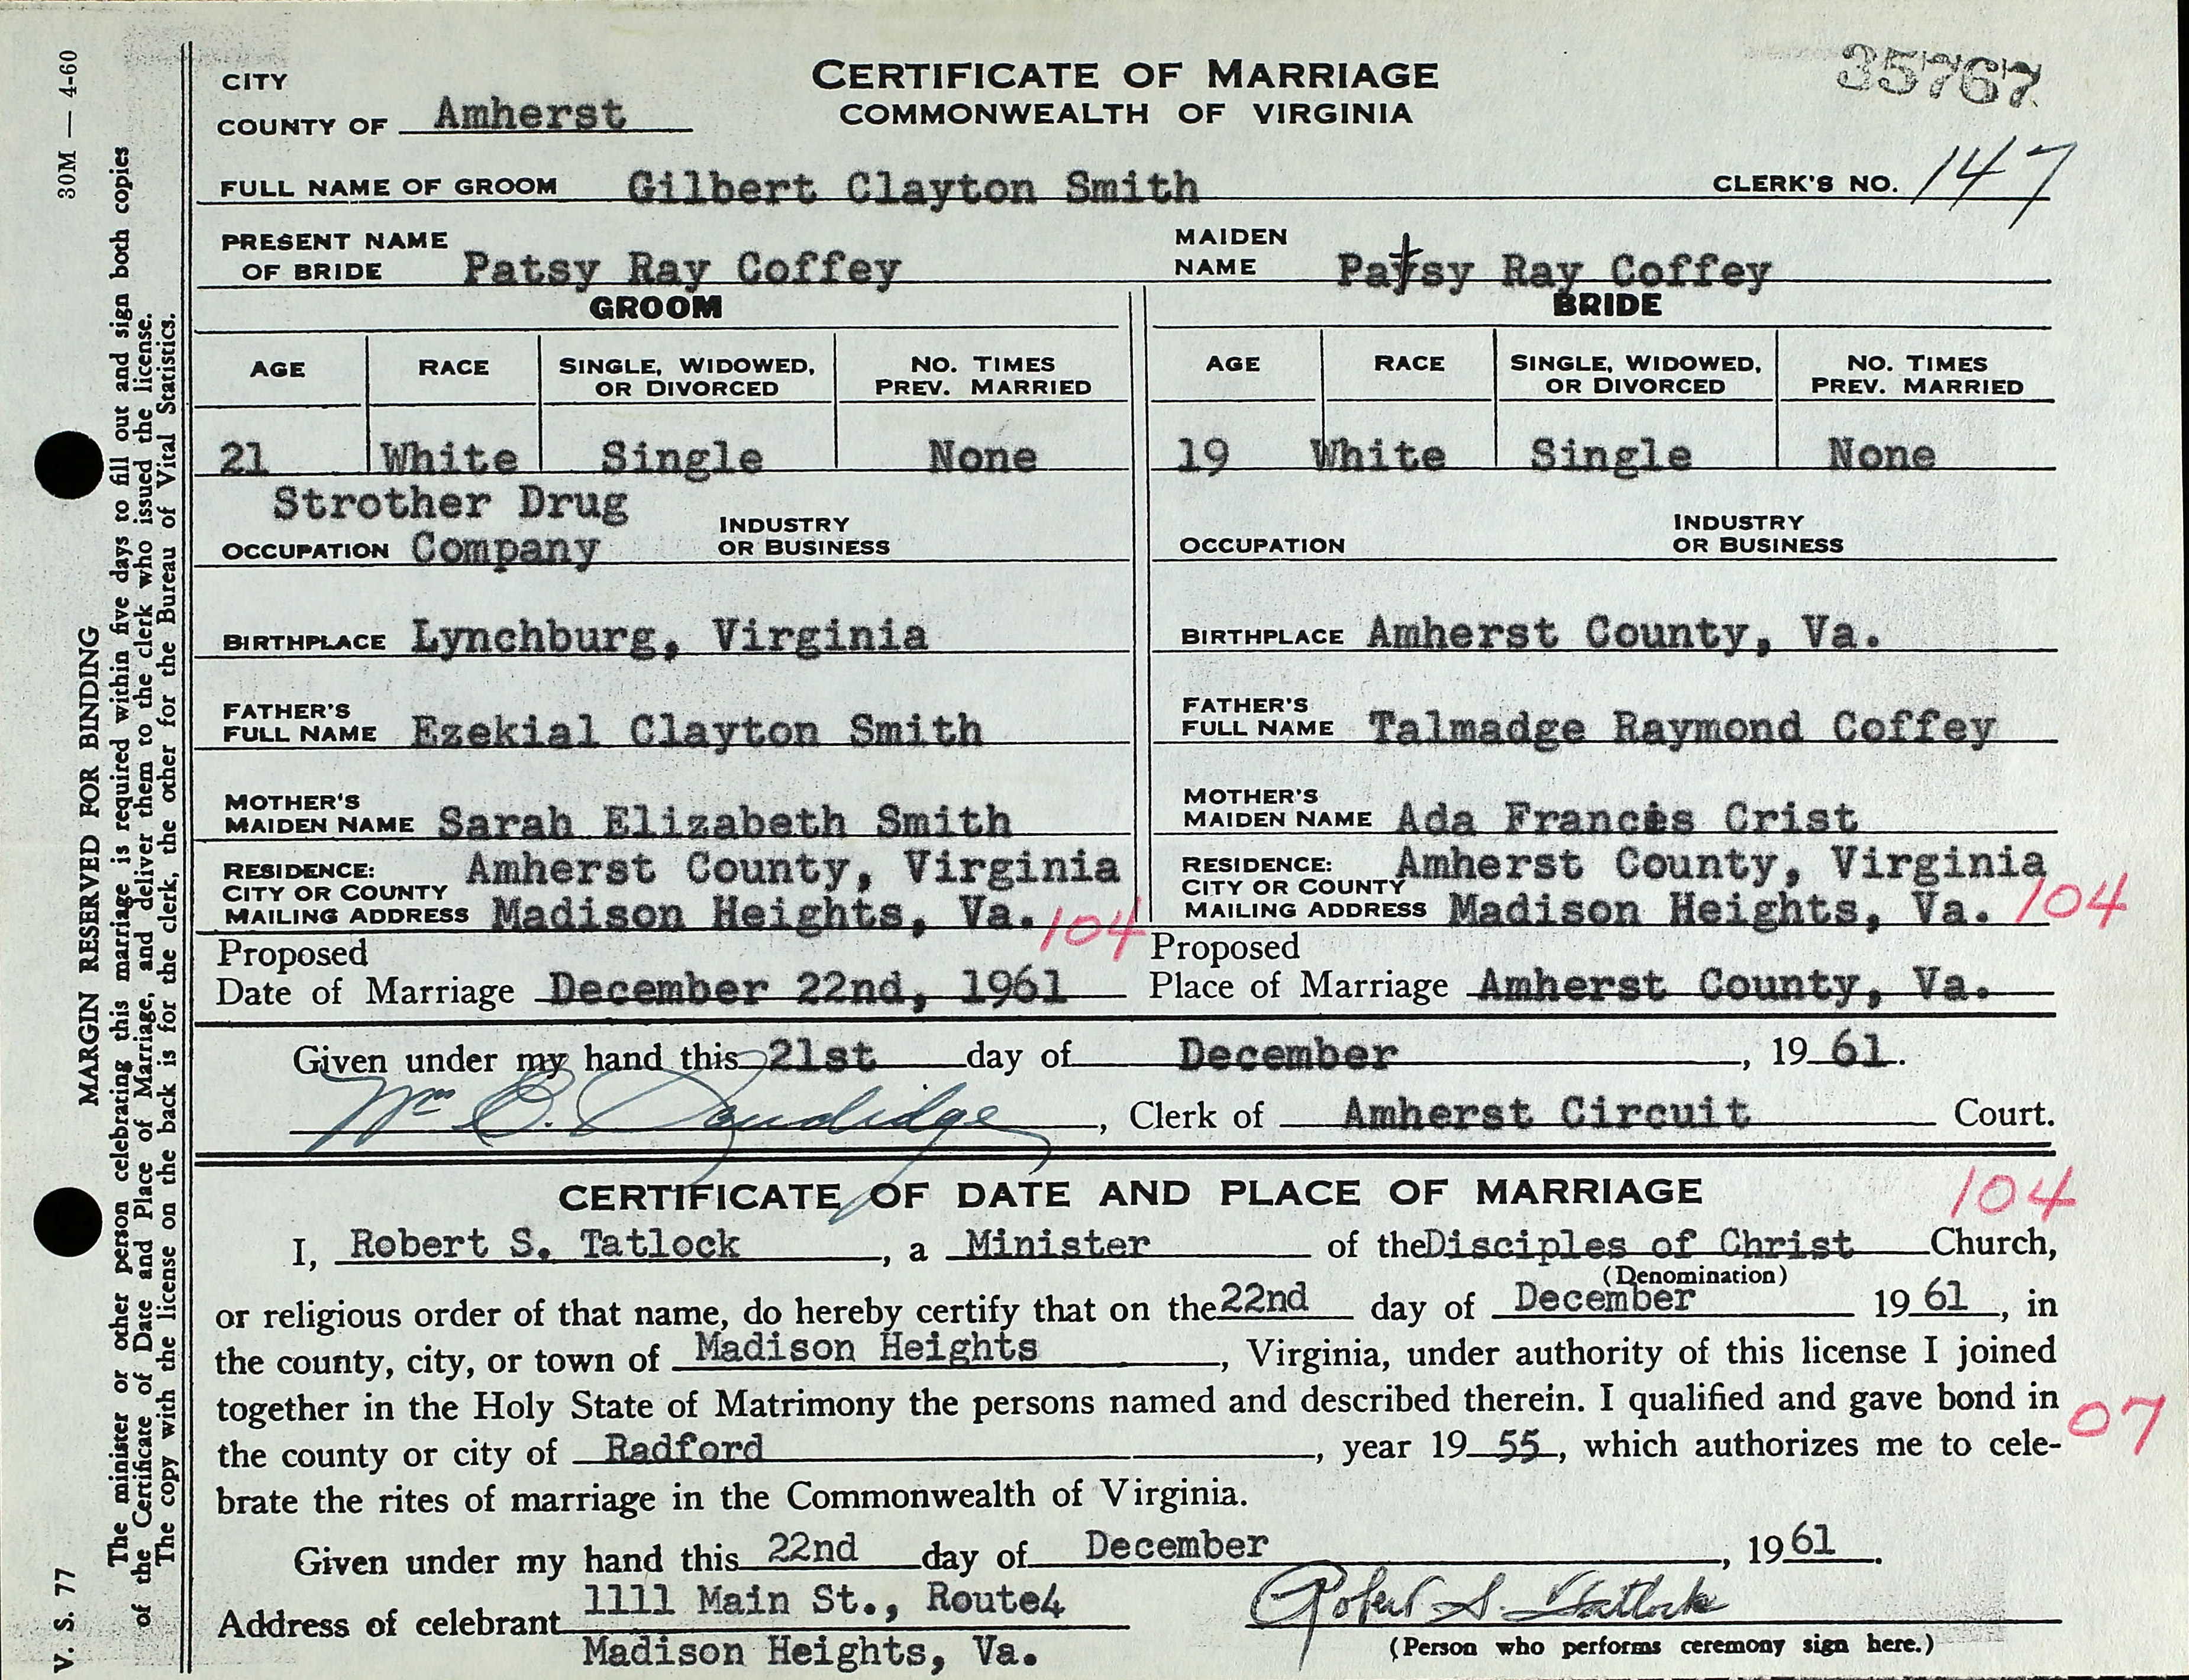 30M — 4-60
CITY
COUNTY OF Amherst
CERTIFICATE OF MARRIAGE
COMMONWEALTH OF VIRGINIA
35767
FULL NAME OF GROOM Gilbert Clayton Smith
CLERK'S NO. 147
PRESENT NAME
OF BRIDE Patsy Ray Coffey
MAIDEN
NAME Patsy Ray Coffey
GROOM
BRIDE
AGE RACE SINGLE, WIDOWED, OR DIVORCED NO. TIMES PREV. MARRIED
21 White Single None
AGE RACE SINGLE, WIDOWED, OR DIVORCED NO. TIMES PREV. MARRIED
19 White Single None
Strother Drug
OCCUPATION Company INDUSTRY OR BUSINESS
OCCUPATION INDUSTRY OR BUSINESS
BIRTHPLACE Lynchburg, Virginia
BIRTHPLACE Amherst County, Va.
FATHER'S
FULL NAME Ezekial Clayton Smith
FATHER'S
FULL NAME Talmadge Raymond Coffey
MOTHER'S
MAIDEN NAME Sarah Elizabeth Smith
MOTHER'S
MAIDEN NAME Ada Francis Crist
RESIDENCE: Amherst County, Virginia
CITY OR COUNTY
MAILING ADDRESS Madison Heights, Va. 104
RESIDENCE: Amherst County, Virginia
CITY OR COUNTY
MAILING ADDRESS Madison Heights, Va. 104
Proposed
Date of Marriage December 22nd, 1961
Proposed
Place of Marriage Amherst County, Va.
Given under my hand this 21st day of December, 19 61.
Wm E. Sandidge, Clerk of Amherst Circuit Court.
CERTIFICATE OF DATE AND PLACE OF MARRIAGE 104
I, Robert S. Tatlock, a Minister of the Disciples of Christ Church,
(Denomination)
or religious order of that name, do hereby certify that on the 22nd day of December 19 61, in
the county, city, or town of Madison Heights, Virginia, under authority of this license I joined
together in the Holy State of Matrimony the persons named and described therein. I qualified and gave bond in 07
the county or city of Radford, year 19 55, which authorizes me to cele-
brate the rites of marriage in the Commonwealth of Virginia.
Given under my hand this 22nd day of December, 19 61.
Address of celebrant 1111 Main St., Route4
Madison Heights, Va.
Robert S. Tatlock
(Person who performs ceremony sign here.)
V. S. 77
MARGIN RESERVED FOR BINDING
The minister or other person celebrating this marriage is required within five days to fill out and sign both copies
of the Certificate of Date and Place of Marriage, and deliver them to the clerk who issued the license.
The copy with the license on the back is for the clerk, the other for the Bureau of Vital Statistics.